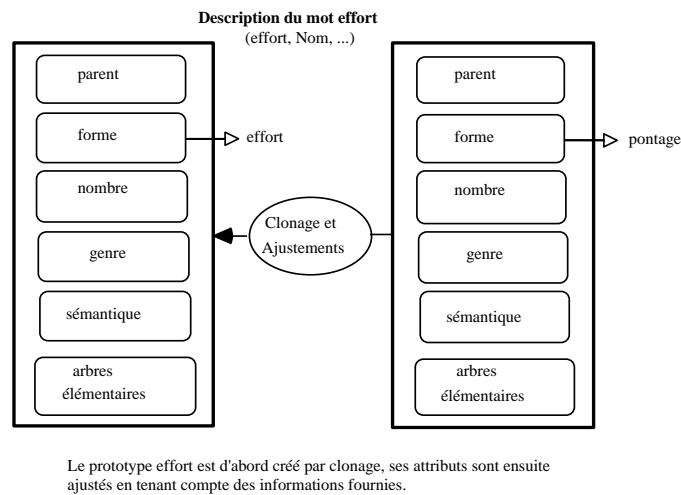 Description du mot effort
(effort, Nom, ...)
parent
forme
effort
nombre
genre
sémantique
arbres
élémentaires
Clonage et
Ajustements
parent
forme
pontage
nombre
genre
sémantique
arbres
élémentaires
Le prototype effort est d'abord créé par clonage, ses attributs sont ensuite
ajustés en tenant compte des informations fournies.